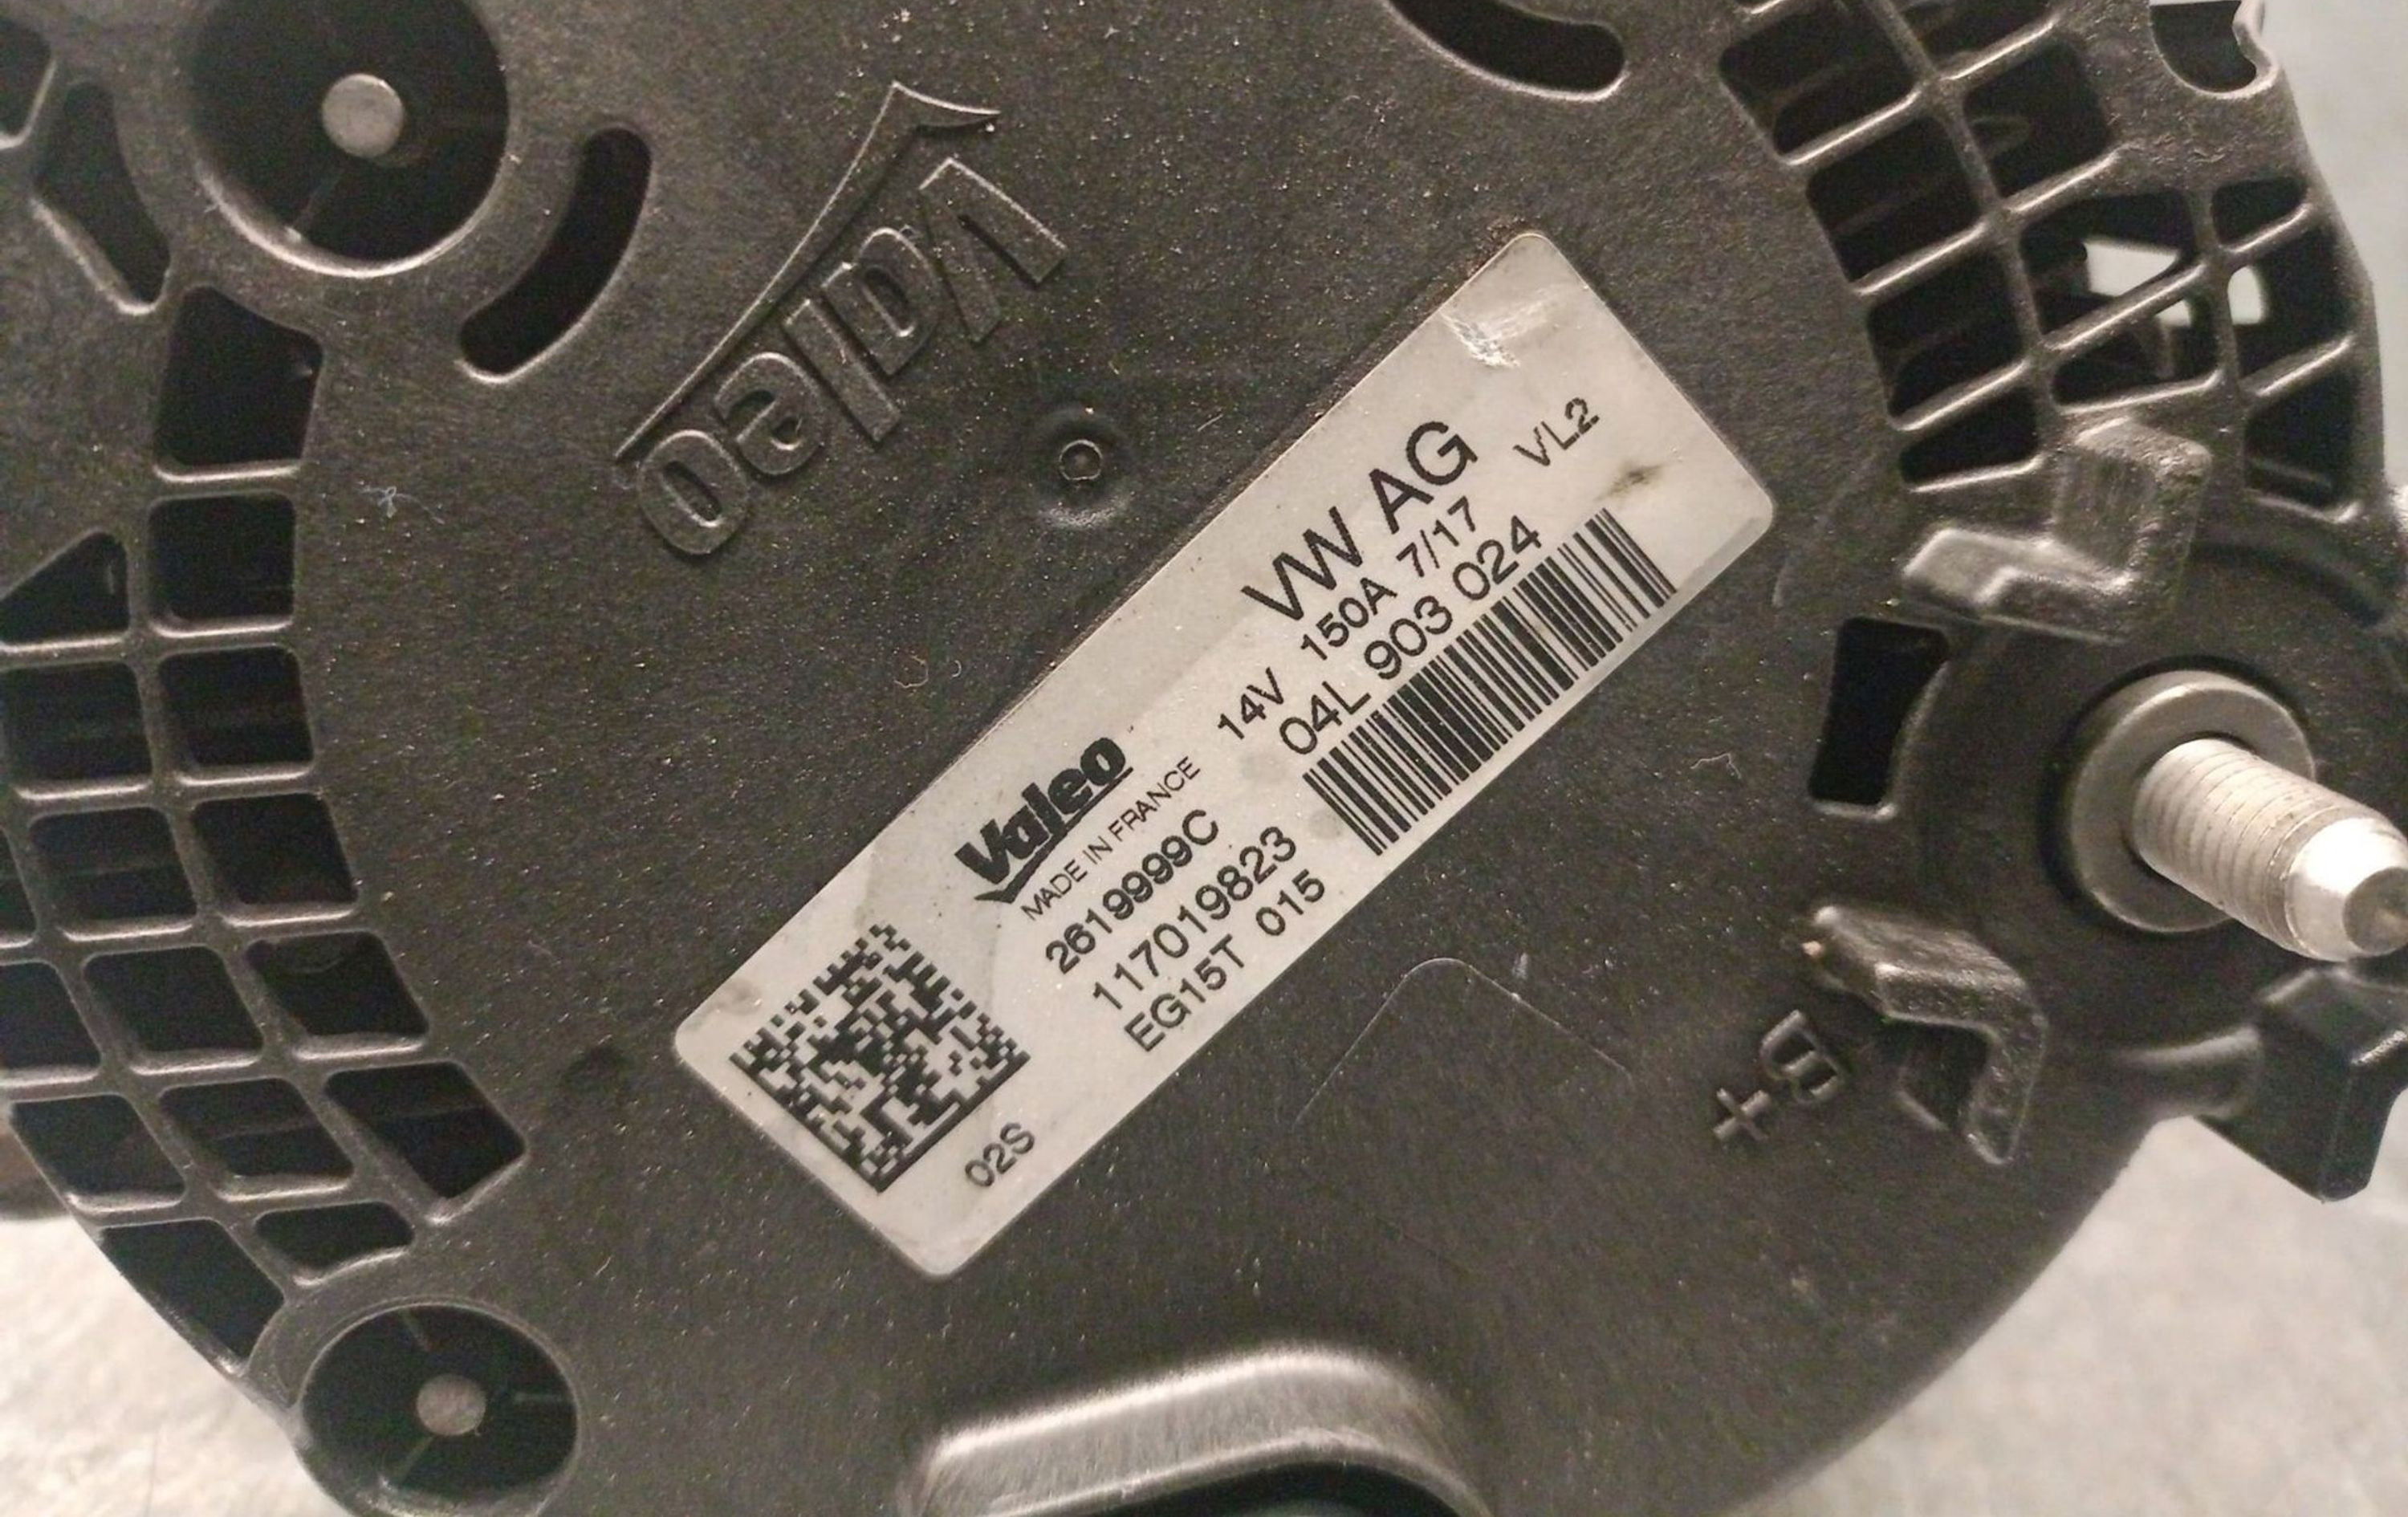 Valeo
VW AG
14V 150A 7/17 VL2
04L 903 024
Valeo
MADE IN FRANCE
2619999C
117019823
EG15T 015
02S
B+